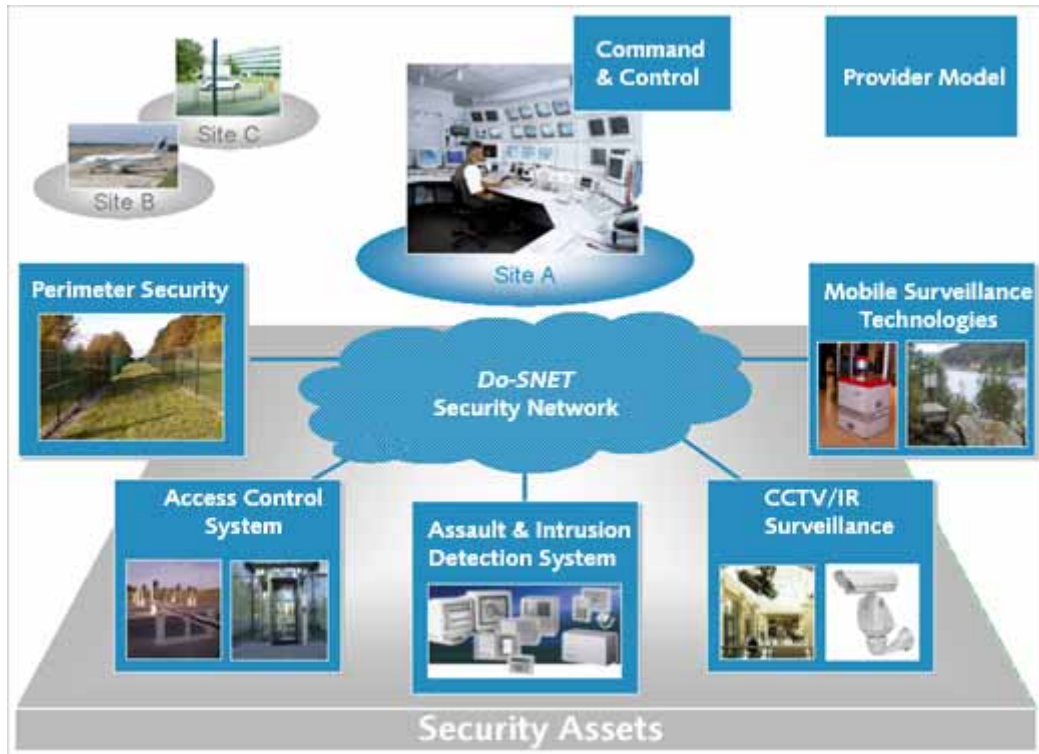 Command
& Control
Provider Model
Site C
Site B
Site A
Perimeter Security
Mobile Surveillance
Technologies
Do-SNET
Security Network
Access Control
System
Assault & Intrusion
Detection System
CCTV/IR
Surveillance
Security Assets